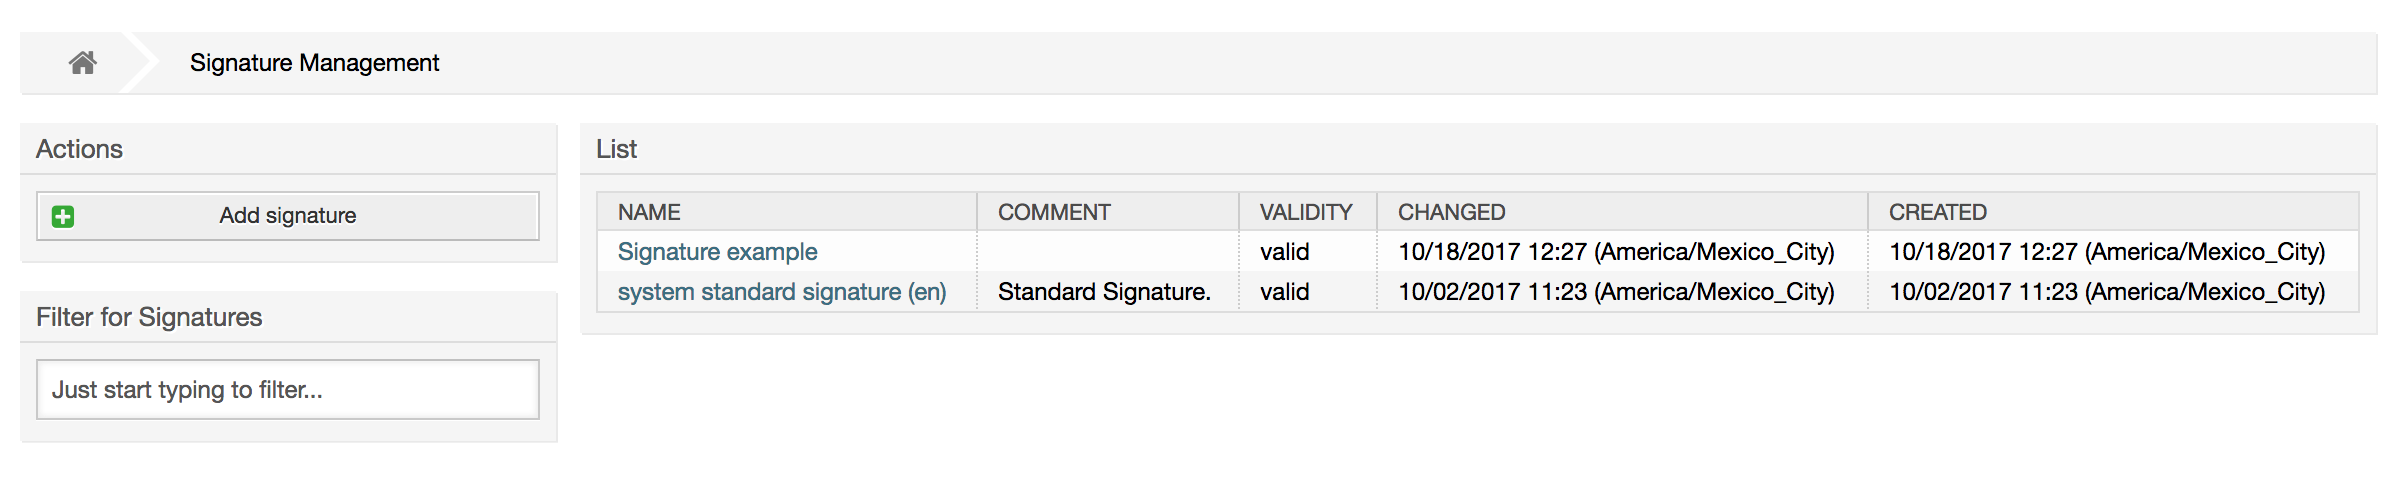 Signature Management
Actions
Add signature
Filter for Signatures
Just start typing to filter...
List
NAME COMMENT VALIDITY CHANGED CREATED
Signature example valid 10/18/2017 12:27 (America/Mexico_City) 10/18/2017 12:27 (America/Mexico_City)
system standard signature (en) Standard Signature. valid 10/02/2017 11:23 (America/Mexico_City) 10/02/2017 11:23 (America/Mexico_City)